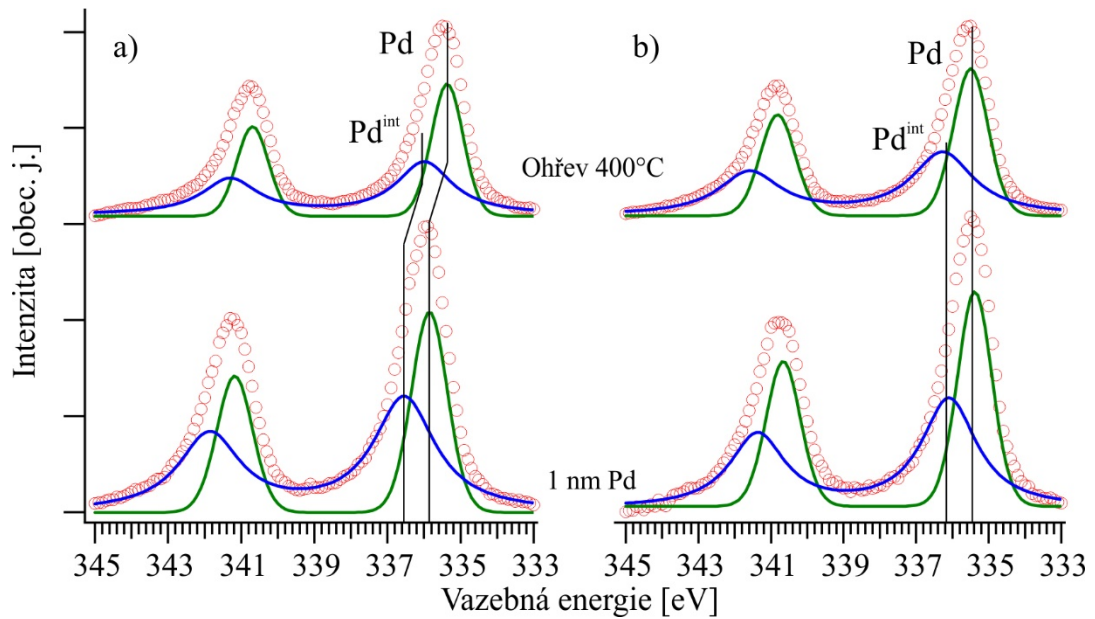 a)
Pd
Pd^int
b)
Pd
Pd^int
Ohřev 400°C
1 nm Pd
Intenzita [obec. j.]
345 343 341 339 337 335 333
345 343 341 339 337 335 333
Vazebná energie [eV]